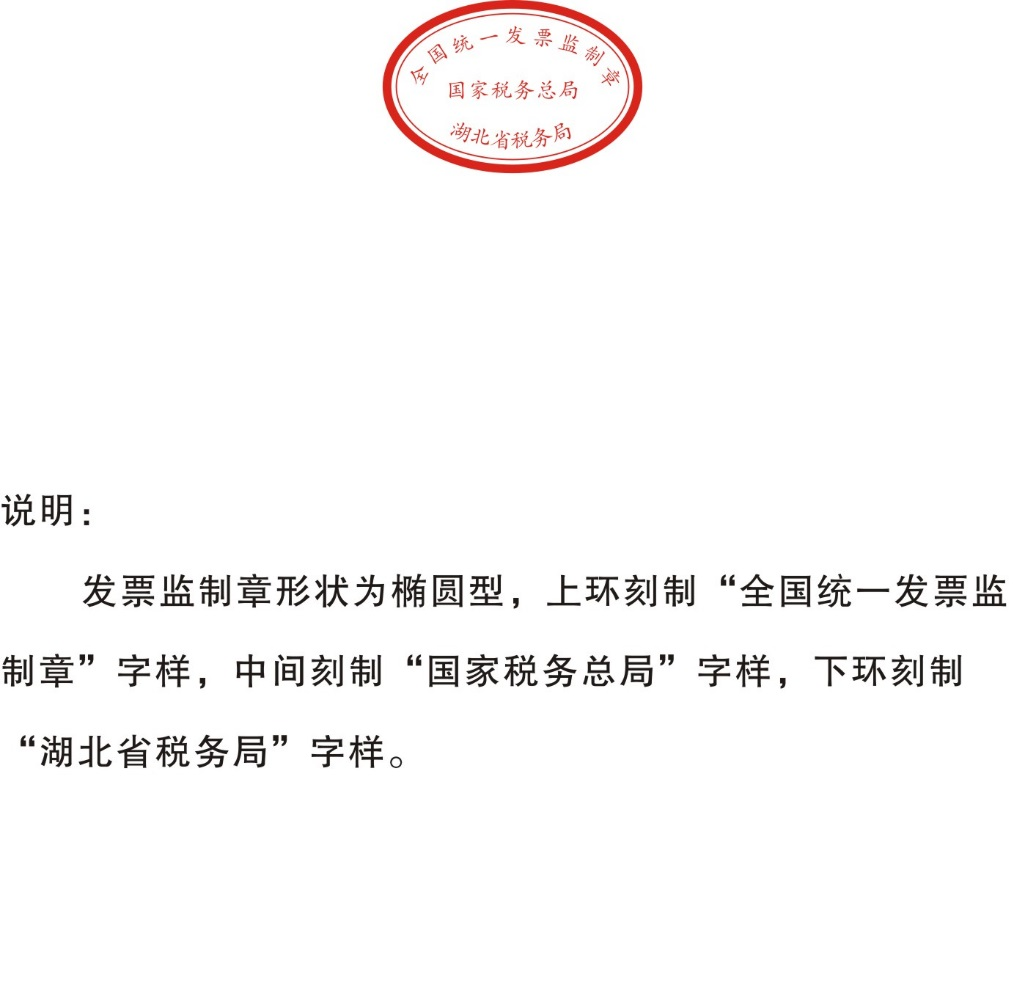 全国统一发票监制章
国家税务总局
湖北省税务局
说明：
发票监制章形状为椭圆型，上环刻制“全国统一发票监
制章”字样，中间刻制“国家税务总局”字样，下环刻制
“湖北省税务局”字样。